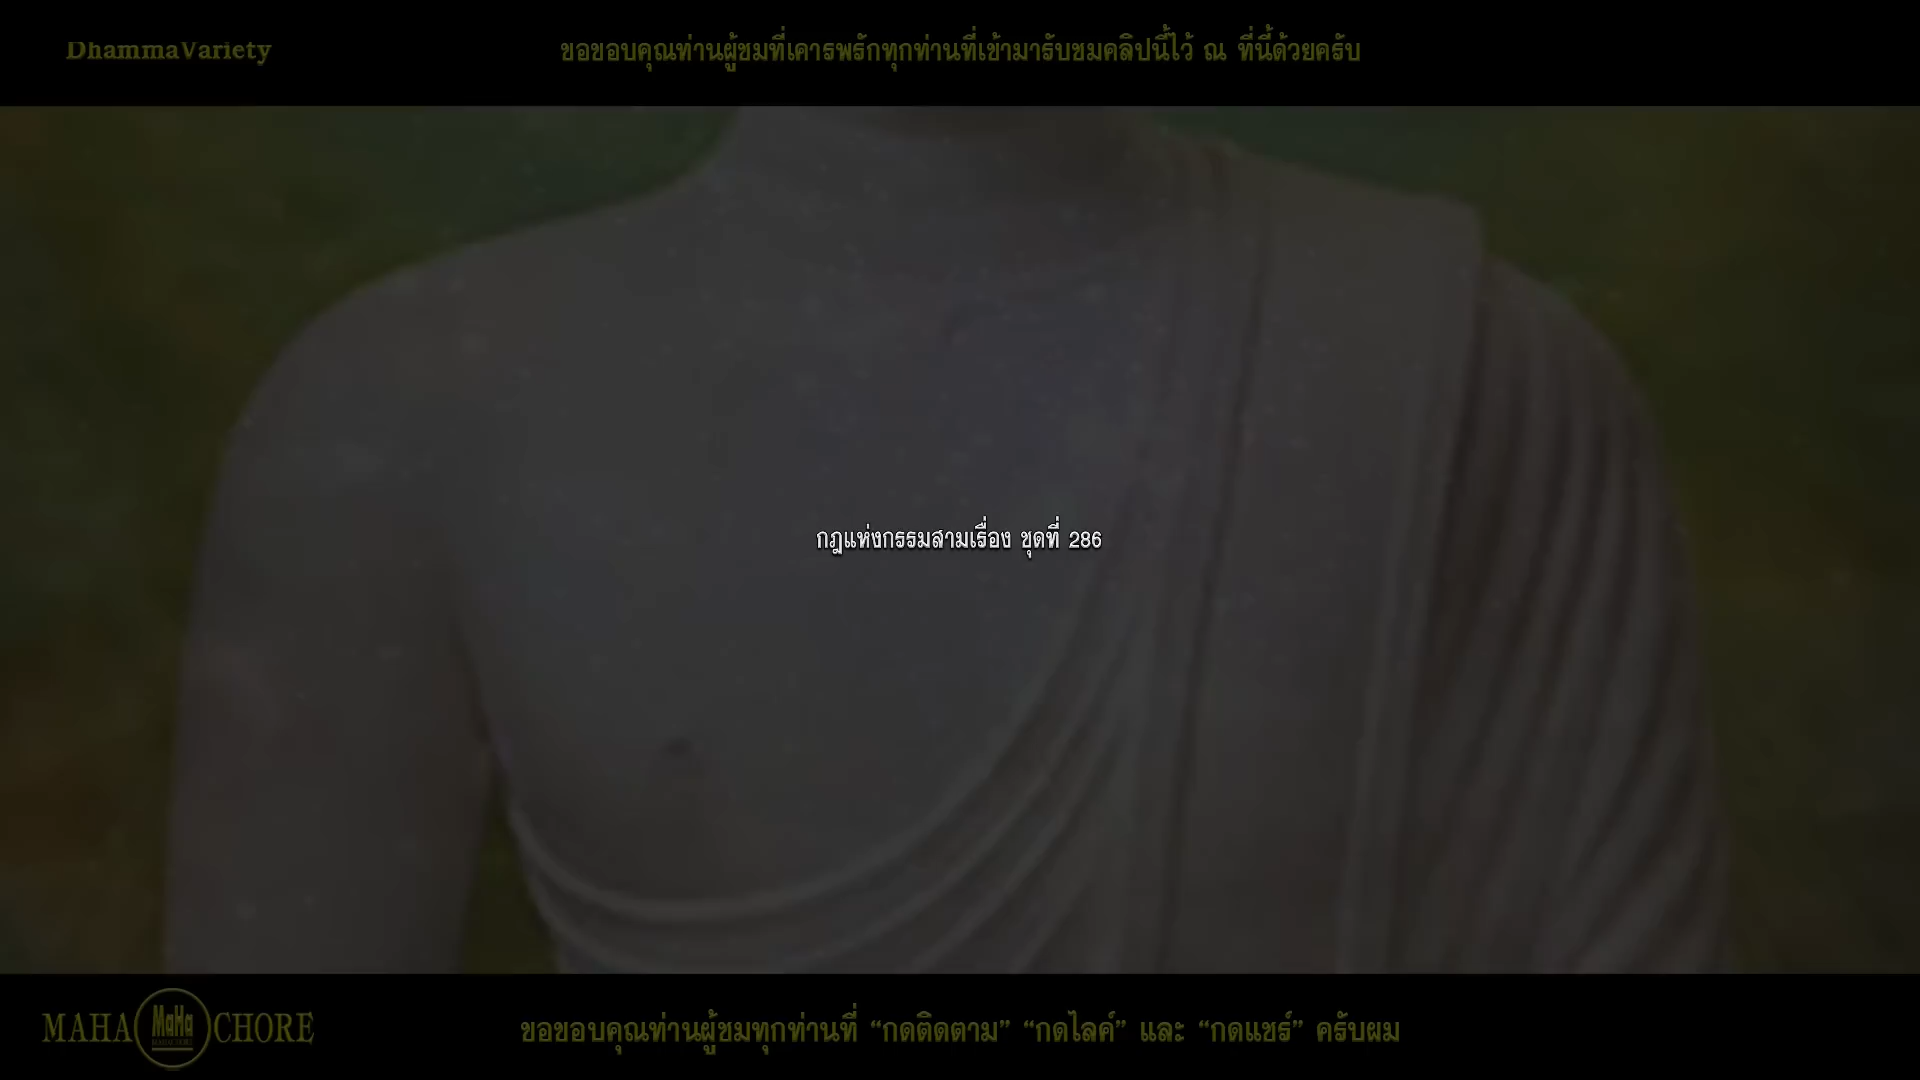 DhammaVariety
ขอขอบคุณท่านผู้ชมที่เคารพรักทุกท่านที่เข้ามารับชมคลิปนี้ไว้ ณ ที่นี้ด้วยครับ
กฎแห่งกรรมสามเรื่อง ชุดที่ 286
MAHA MaHa CHORE
ขอขอบคุณท่านผู้ชมทุกท่านที่ “กดติดตาม” “กดไลค์” และ “กดแชร์” ครับผม